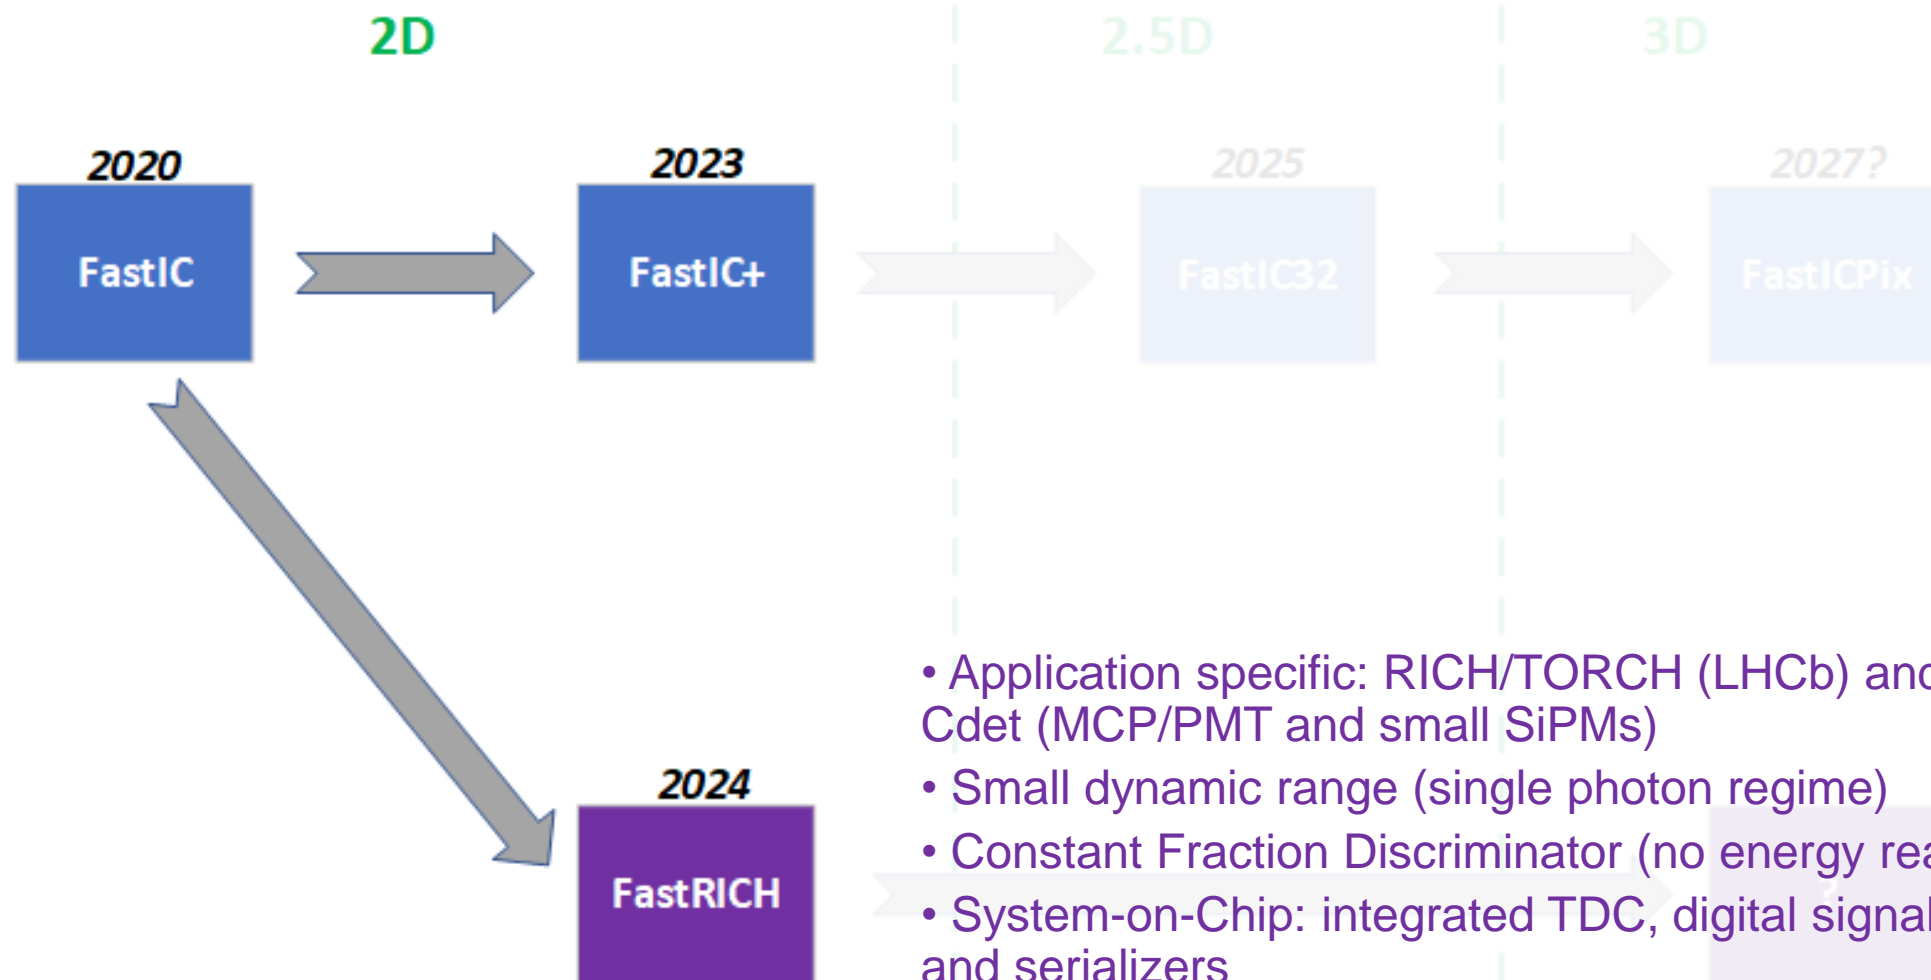 2D
2.5D
3D
2020
2023
2025
2027?
FastIC
FastIC+
FastIC32
FastICPix
• Application specific: RICH/TORCH (LHCb) and
Cdet (MCP/PMT and small SiPMs)
• Small dynamic range (single photon regime)
2024
• Constant Fraction Discriminator (no energy
FastRICH
?
• System-on-Chip: integrated TDC, digital signal
and serializers